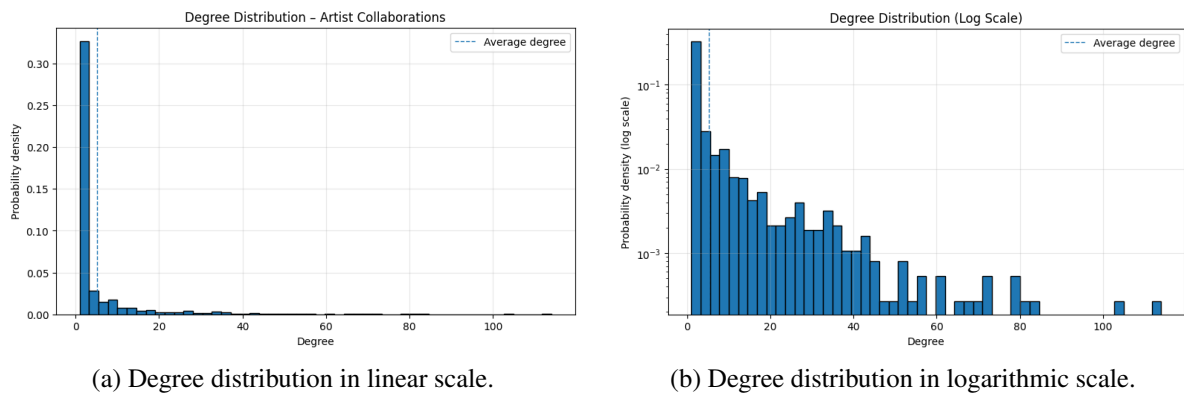 Degree Distribution – Artist Collaborations
Average degree
Probability density
0.30
0.25
0.20
0.15
0.10
0.05
0.00
0 20 40 60 80 100
Degree
(a) Degree distribution in linear scale.
Degree Distribution (Log Scale)
Average degree
Probability density (log scale)
10⁻¹
10⁻²
10⁻³
0 20 40 60 80 100
Degree
(b) Degree distribution in logarithmic scale.